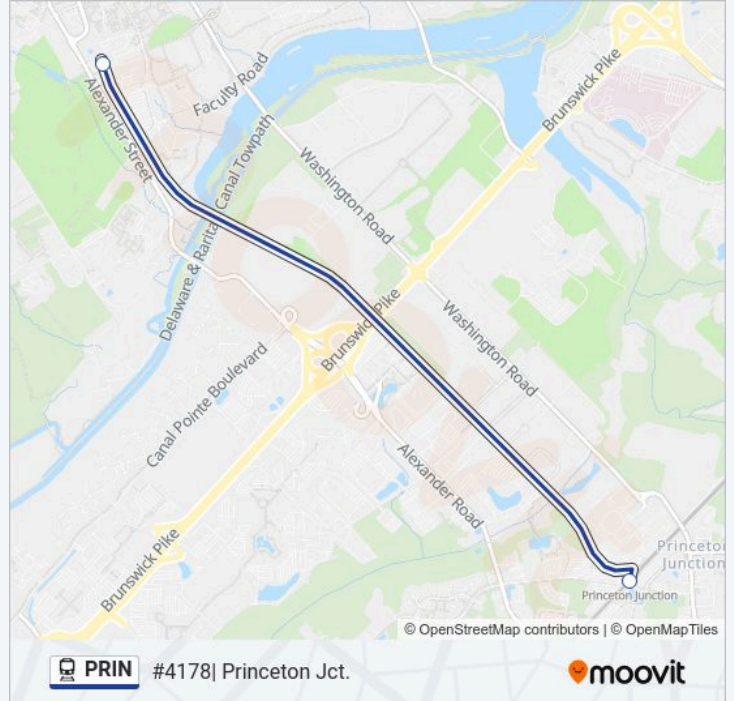 Faculty Road
Brunswick Pike
Alexander Street
Delaware & Raritan Canal Towpath
Washington Road
Brunswick Pike
Washington Road
Canal Pointe Boulevard
Alexander Road
Brunswick Pike
Princeton
Junction
Princeton Junction
© OpenStreetMap contributors | © OpenMapTiles
PRIN #4178| Princeton Jct.
moovit